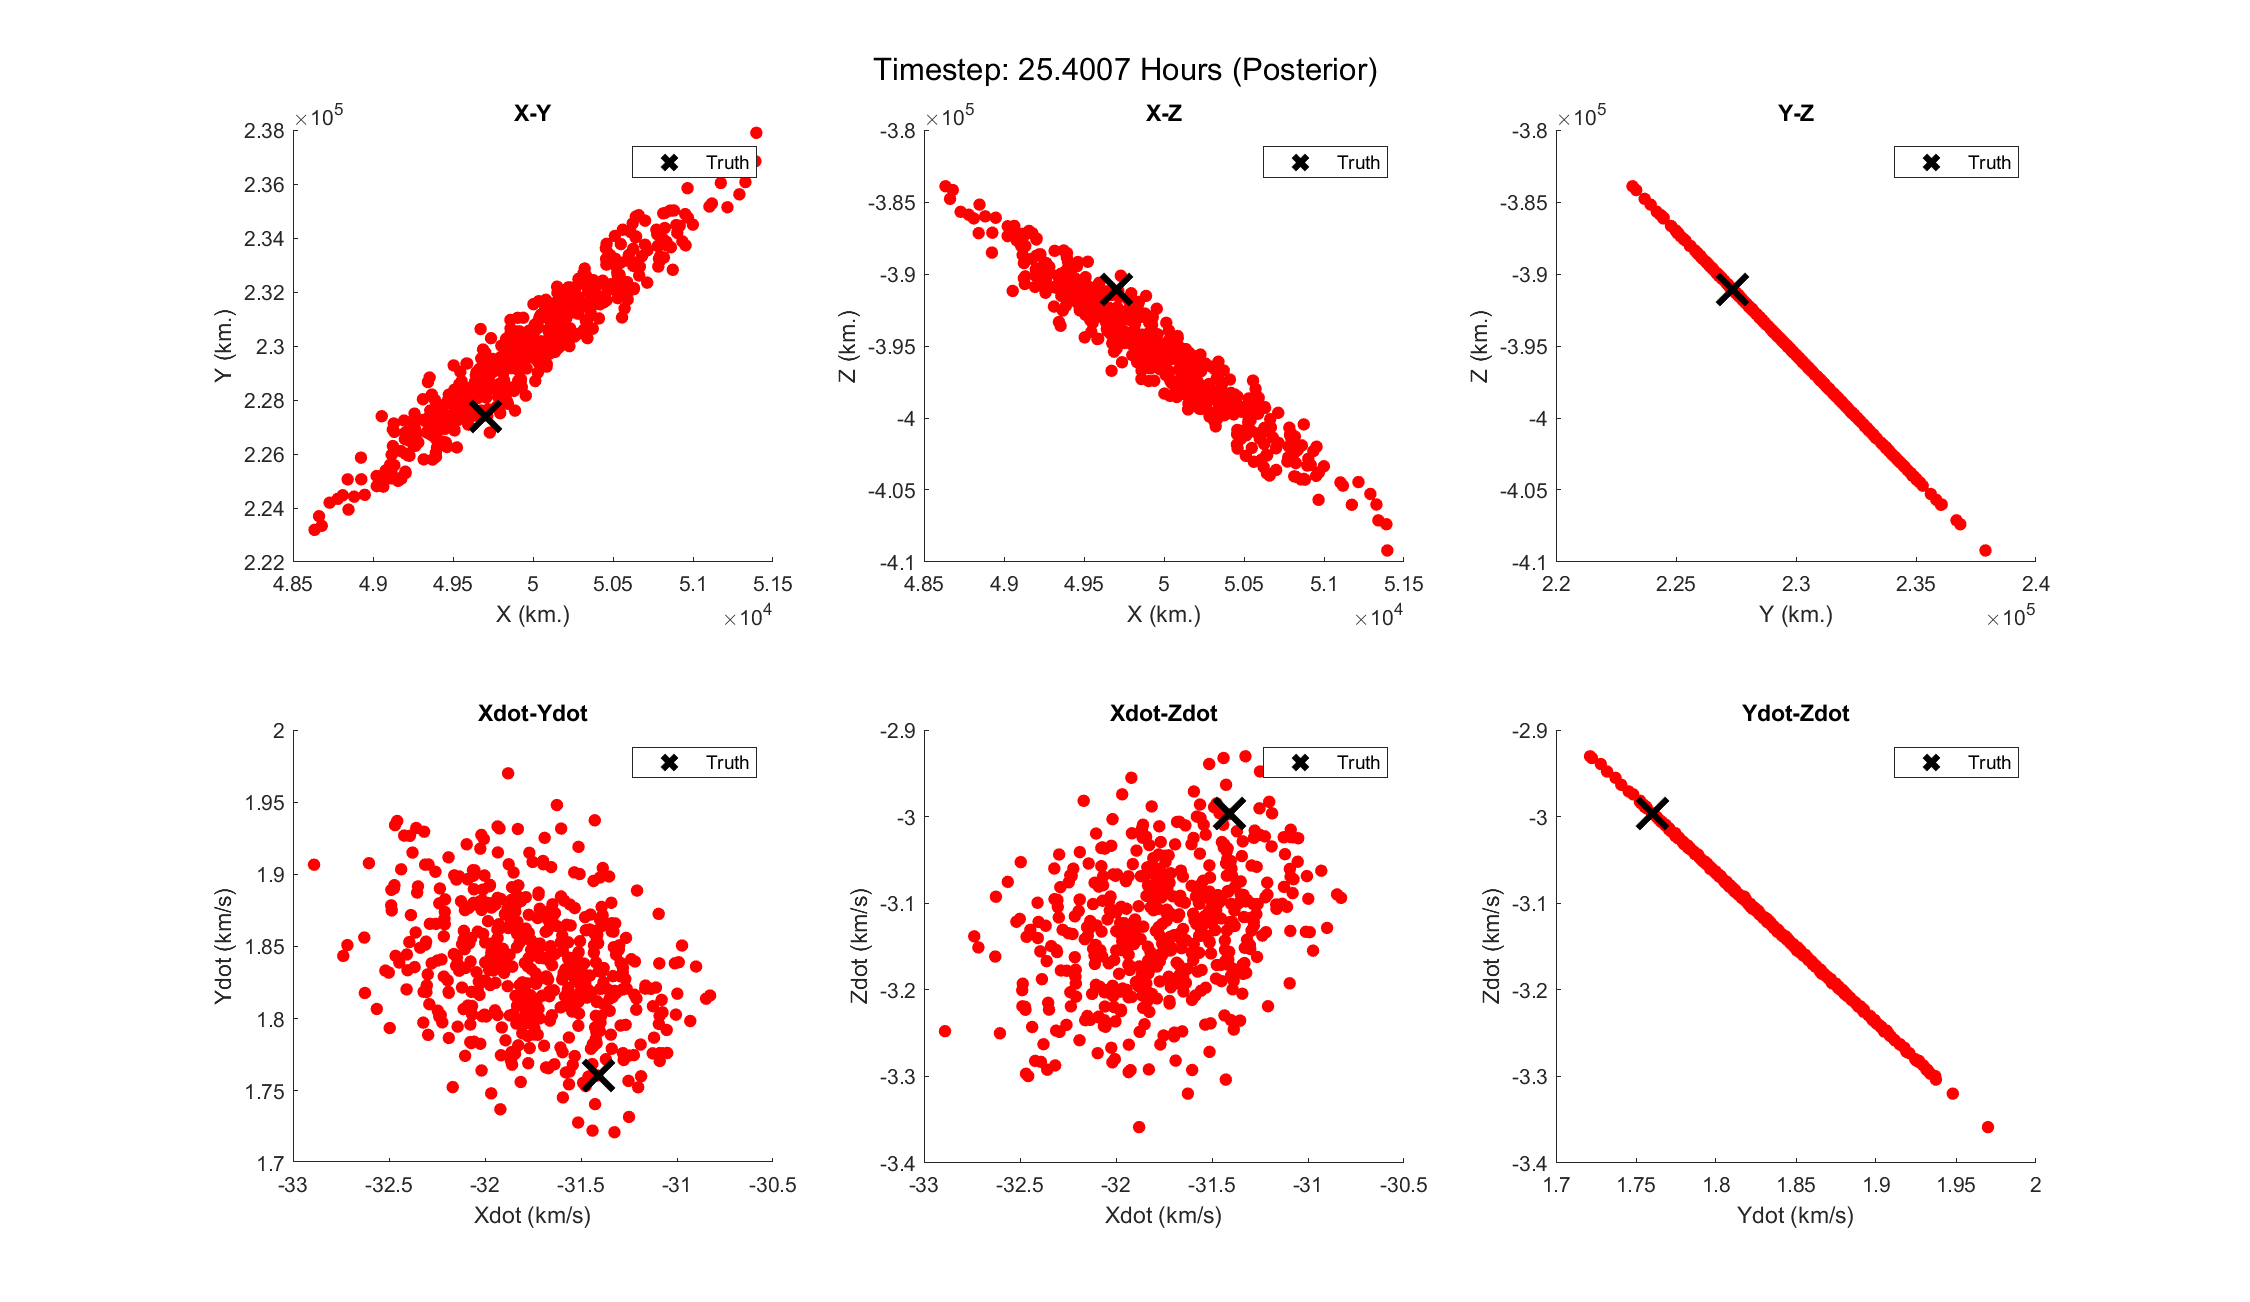 Timestep: 25.4007 Hours (Posterior)
X-Y
×10^5
2.38
2.36
2.34
2.32
2.3
2.28
2.26
2.24
2.22
Y (km.)
Truth
4.85 4.9 4.95 5 5.05 5.1 5.15
X (km.)
×10^4
X-Z
×10^5
-3.8
-3.85
-3.9
-3.95
-4
-4.05
-4.1
Z (km.)
Truth
4.85 4.9 4.95 5 5.05 5.1 5.15
X (km.)
×10^4
Y-Z
×10^5
-3.8
-3.85
-3.9
-3.95
-4
-4.05
-4.1
Z (km.)
Truth
2.2 2.25 2.3 2.35 2.4
Y (km.)
×10^5
Xdot-Ydot
2
1.95
1.9
1.85
1.8
1.75
1.7
Ydot (km/s)
Truth
-33 -32.5 -32 -31.5 -31 -30.5
Xdot (km/s)
Xdot-Zdot
-2.9
-3
-3.1
-3.2
-3.3
-3.4
Zdot (km/s)
Truth
-33 -32.5 -32 -31.5 -31 -30.5
Xdot (km/s)
Ydot-Zdot
-2.9
-3
-3.1
-3.2
-3.3
-3.4
Zdot (km/s)
Truth
1.7 1.75 1.8 1.85 1.9 1.95 2
Ydot (km/s)